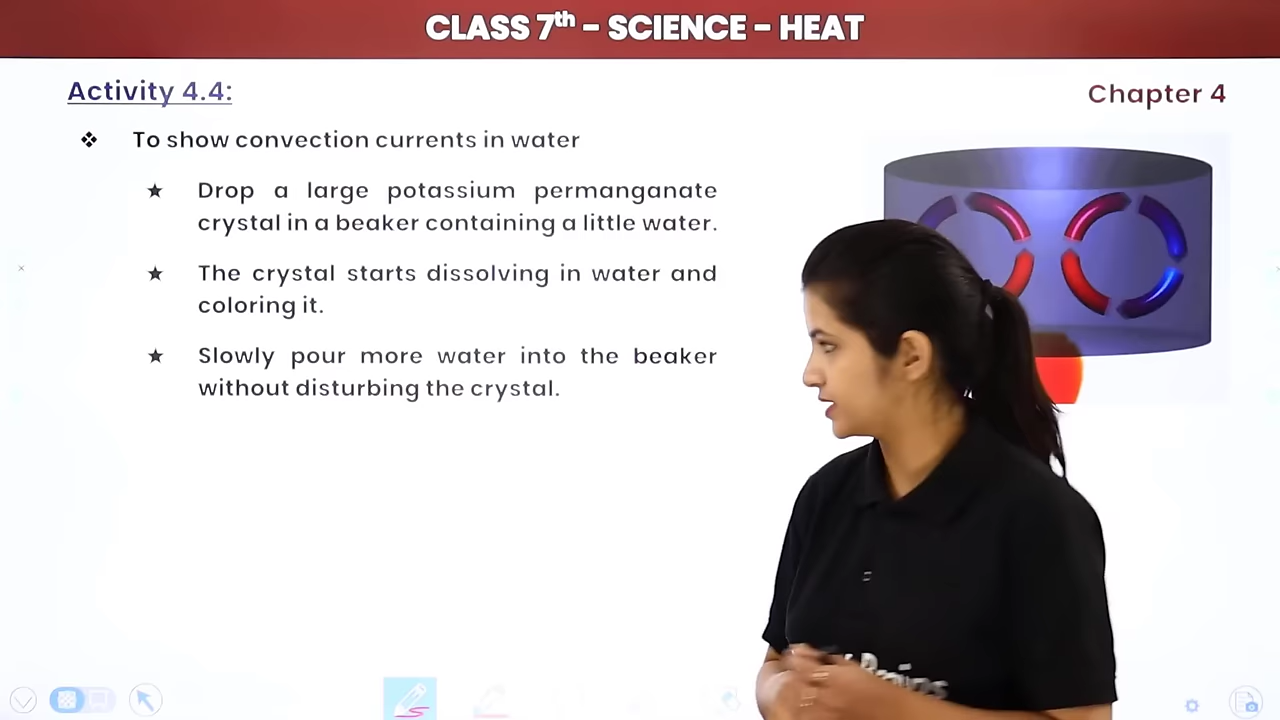 CLASS 7th - SCIENCE - HEAT
Activity 4.4:
Chapter 4
To show convection currents in water
Drop a large potassium permanganate
crystal in a beaker containing a little water.
The crystal starts dissolving in water and
coloring it.
Slowly pour more water into the beaker
without disturbing the crystal.